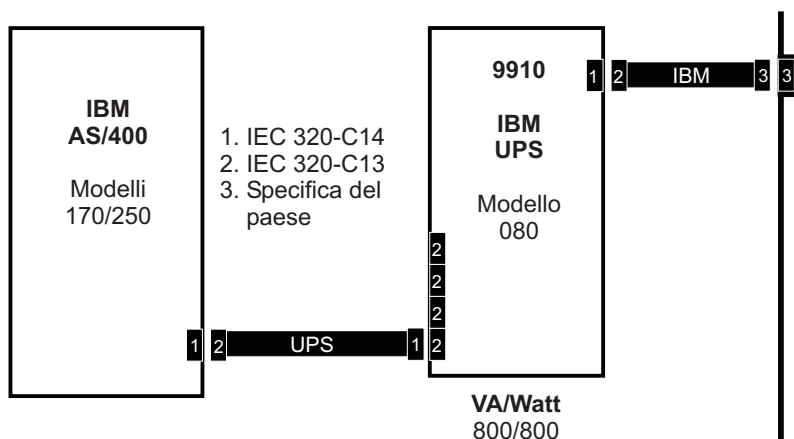 IBM
AS/400
Modelli
170/250
1. IEC 320-C14
2. IEC 320-C13
3. Specifica del
paese
9910
IBM
UPS
Modello
080
1
2
IBM
3
3
2
2
2
2
1
2
UPS
1
VA/Watt
800/800